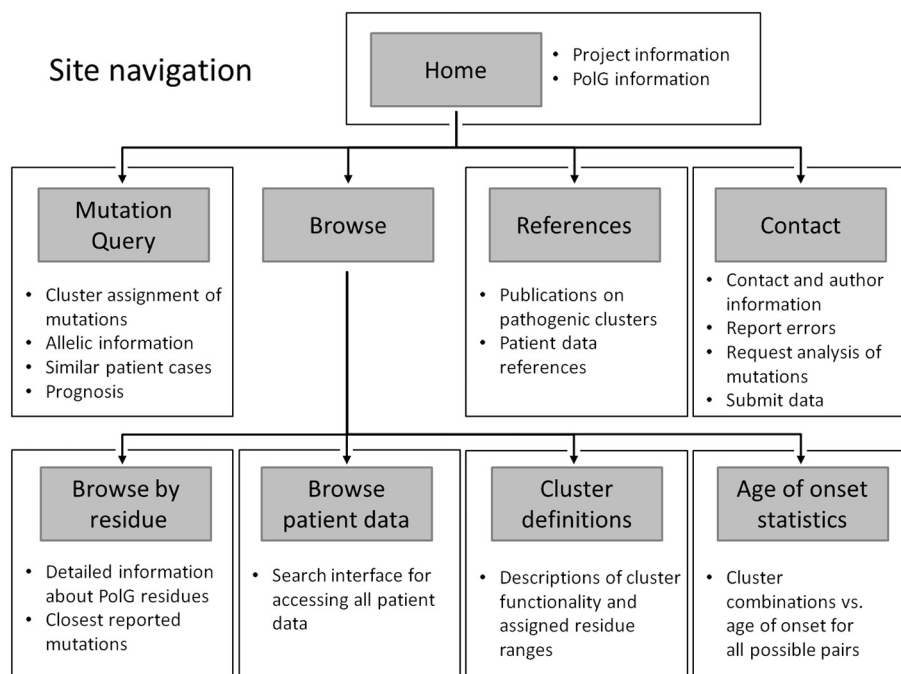 Site navigation
Home
• Project information
• PolG information
Mutation
Query
• Cluster assignment of
mutations
• Allelic information
• Similar patient cases
• Prognosis
Browse
References
• Publications on
pathogenic clusters
• Patient data
references
Contact
• Contact and author
information
• Report errors
• Request analysis of
mutations
• Submit data
Browse by
residue
• Detailed information
about PolG residues
• Closest reported
mutations
Browse
patient data
• Search interface for
accessing all patient
data
Cluster
definitions
• Descriptions of cluster
functionality and
assigned residue
ranges
Age of onset
statistics
• Cluster
combinations vs.
age of onset for
all possible pairs